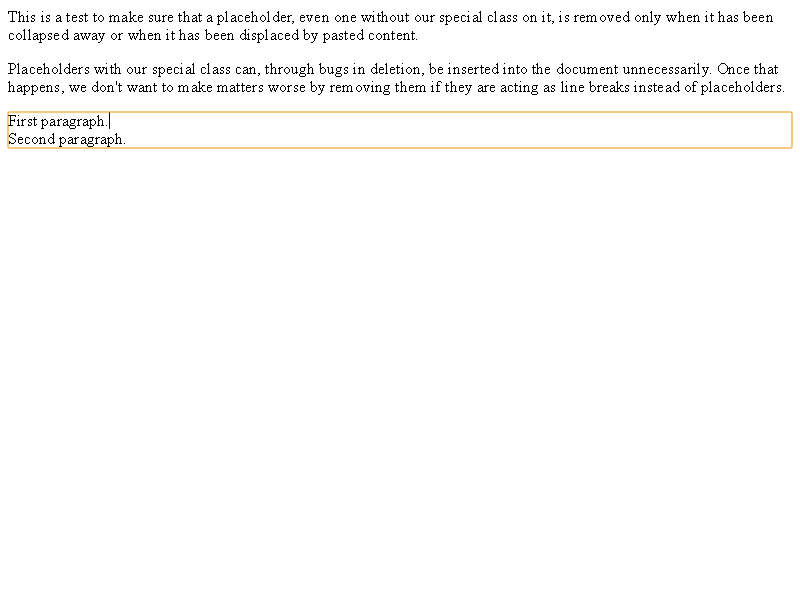 This is a test to make sure that a placeholder, even one without our special class on it, is removed only when it has been
collapsed away or when it has been displaced by pasted content.
Placeholders with our special class can, through bugs in deletion, be inserted into the document unnecessarily. Once that
happens, we don't want to make matters worse by removing them if they are acting as line breaks instead of placeholders.
First paragraph.
Second paragraph.